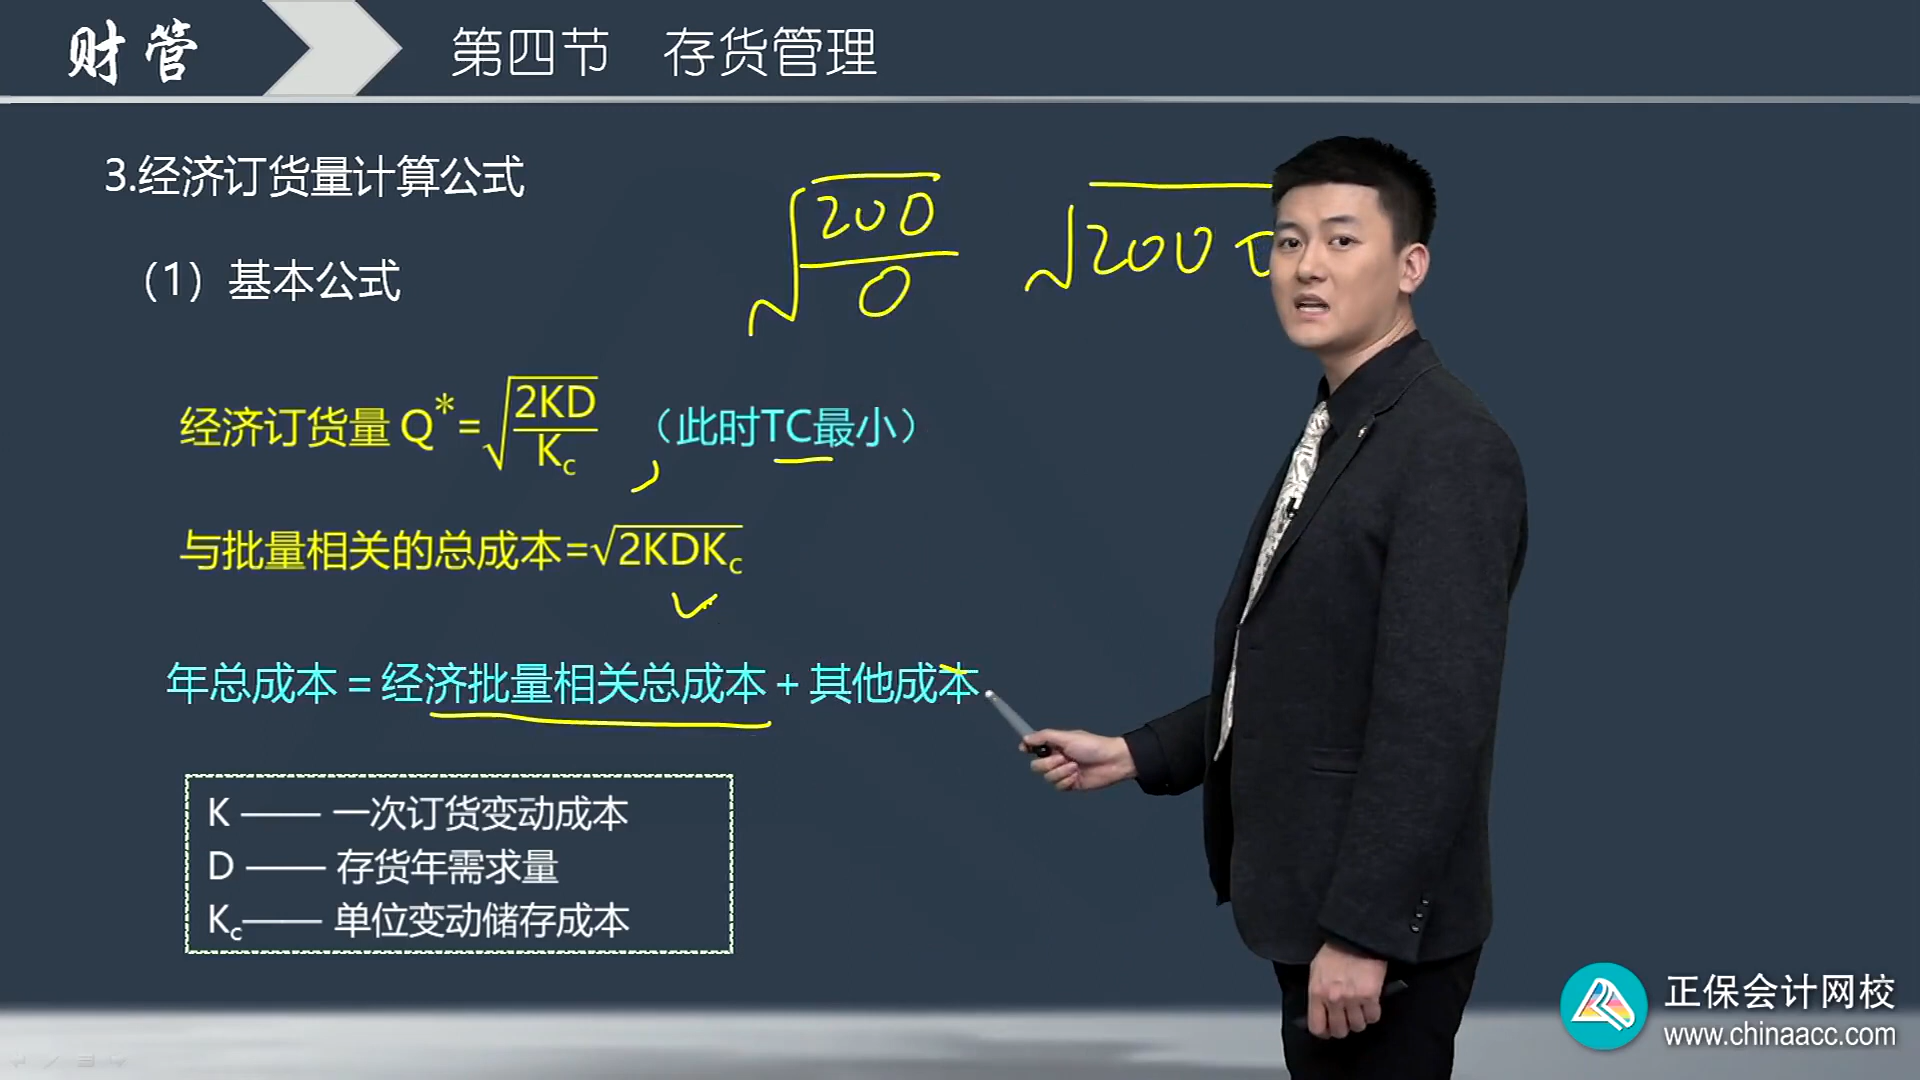 财管
第四节 存货管理
3.经济订货量计算公式
（1）基本公式
√(200/0) √200
经济订货量 Q*=√(2KD/Kc) （此时TC最小）
与批量相关的总成本=√2KDKc
年总成本 = 经济批量相关总成本 + 其他成本
K —— 一次订货变动成本
D —— 存货年需求量
Kc—— 单位变动储存成本
正保会计网校
www.chinaacc.com